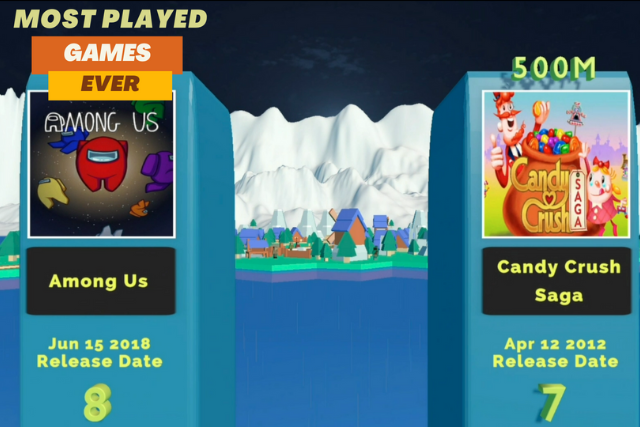 MOST PLAYED
GAMES
EVER
500M
AMONG US
Candy
Crush
SAGA
Among Us
Candy Crush
Saga
Jun 15 2018
Release Date
Apr 12 2012
Release Date
8
7